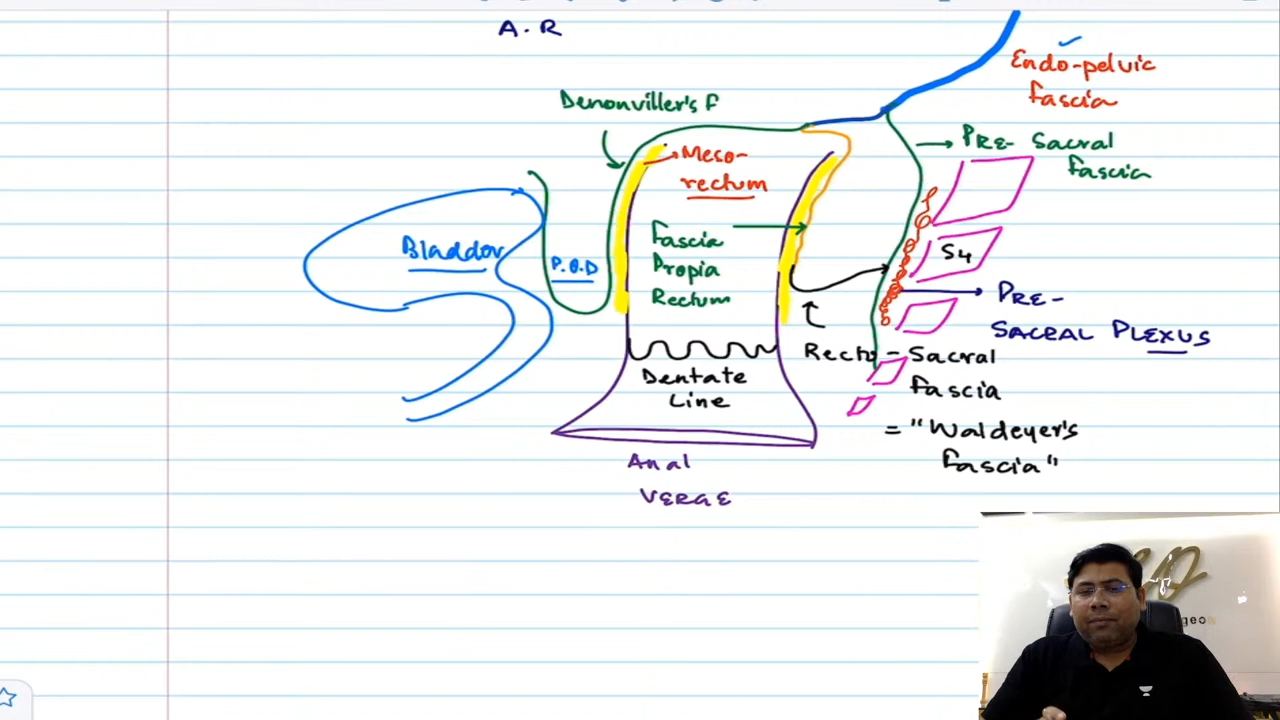 A.R
Endo-pelvic
fascia
Denonviller's F
PRE- Sacral
fascia
Meso-
rectum
Fascia
Propia
Rectum
Bladder
P.O.D
S4
PRE-
SACRAL PLEXUS
Recto-Sacral
fascia
= "Waldeyer's
fascia"
Dentate
Line
Anal
VERGE